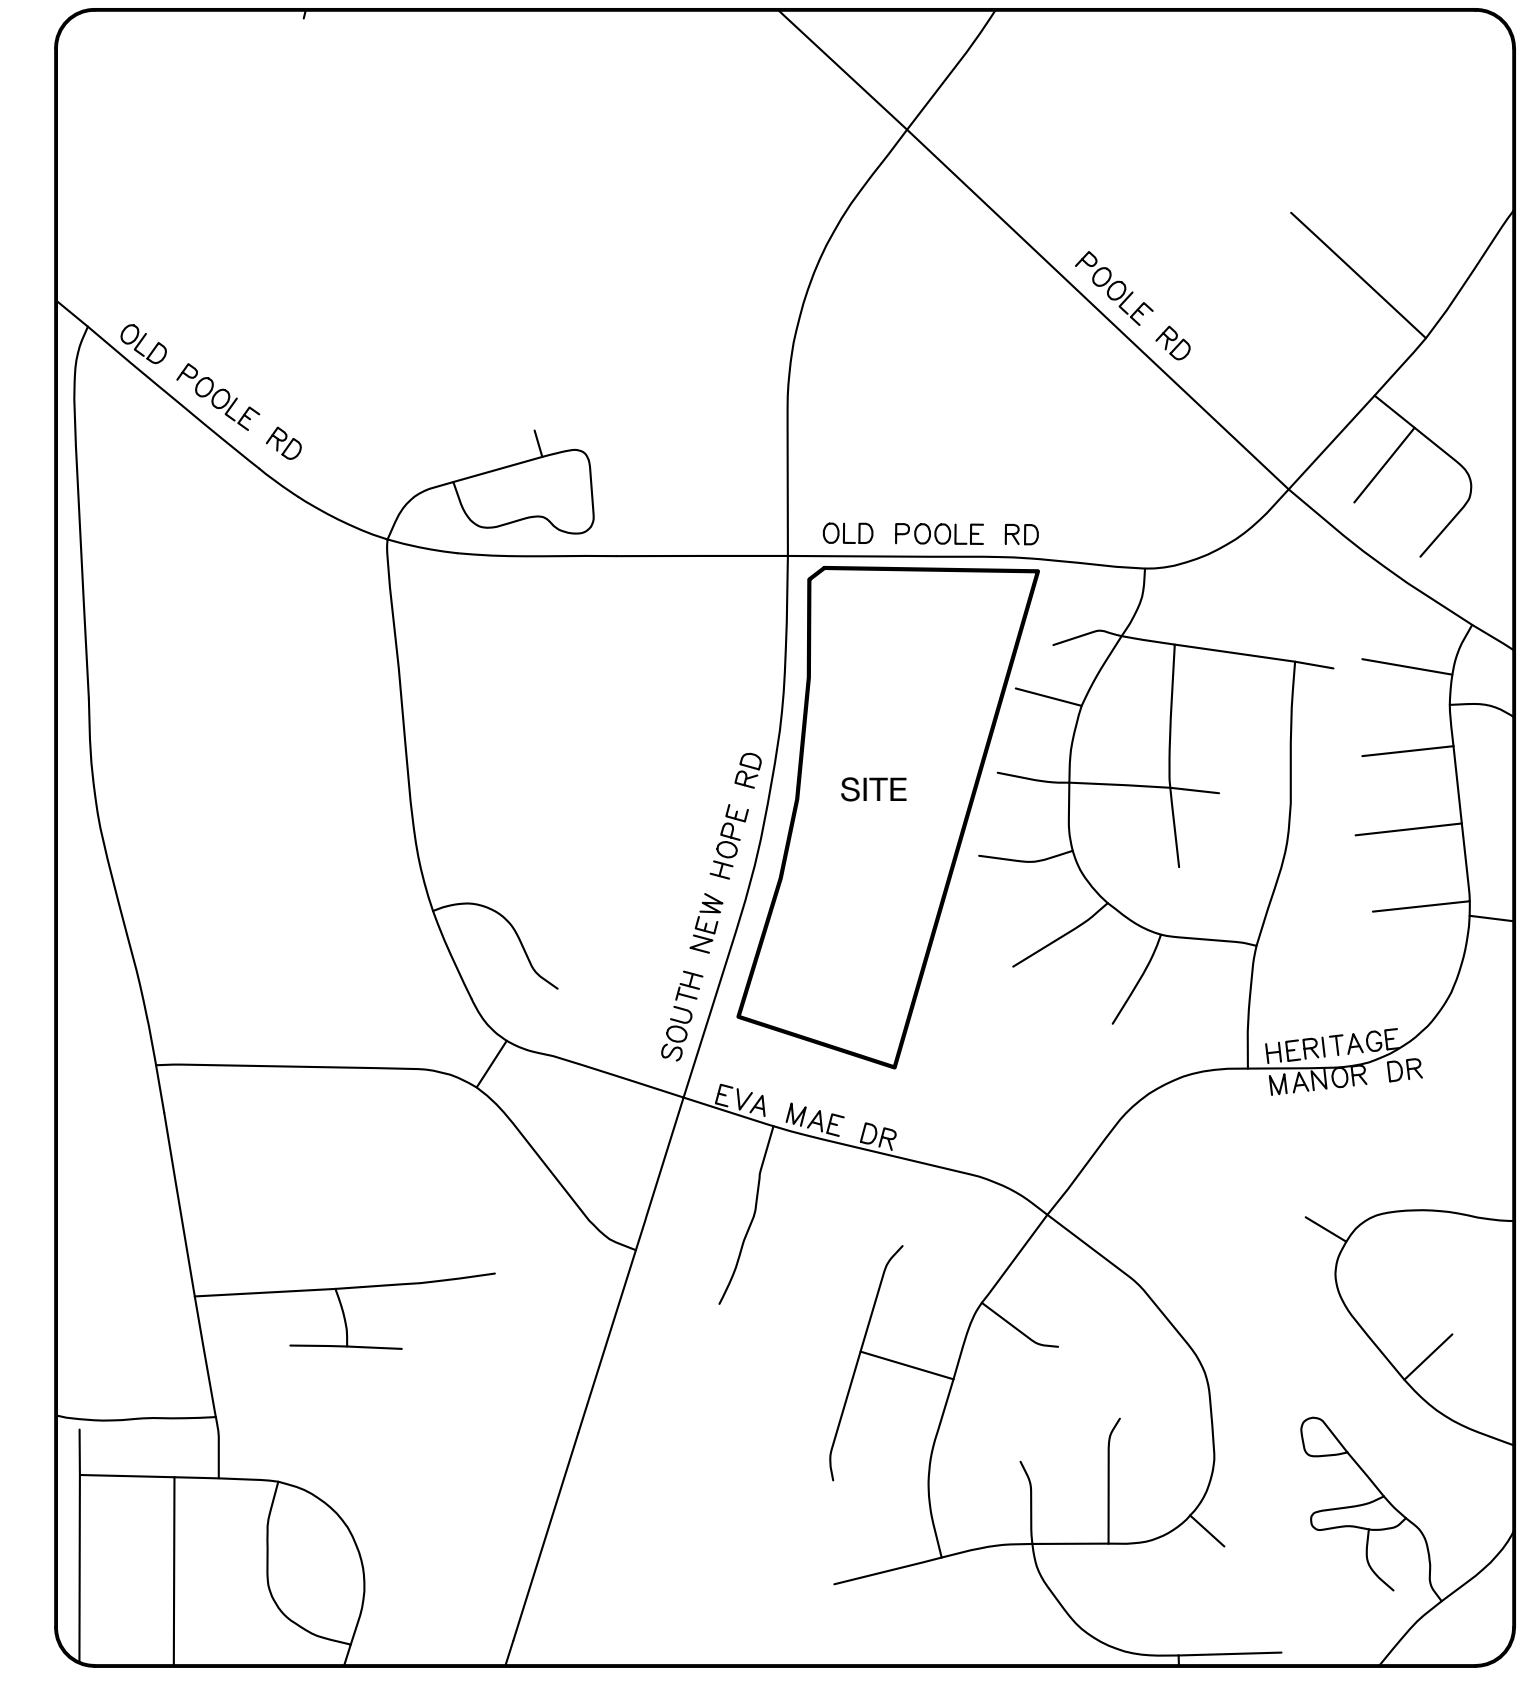 POOLE RD
OLD POOLE RD
OLD POOLE RD
SOUTH NEW HOPE RD
SITE
HERITAGE
MANOR DR
EVA MAE DR